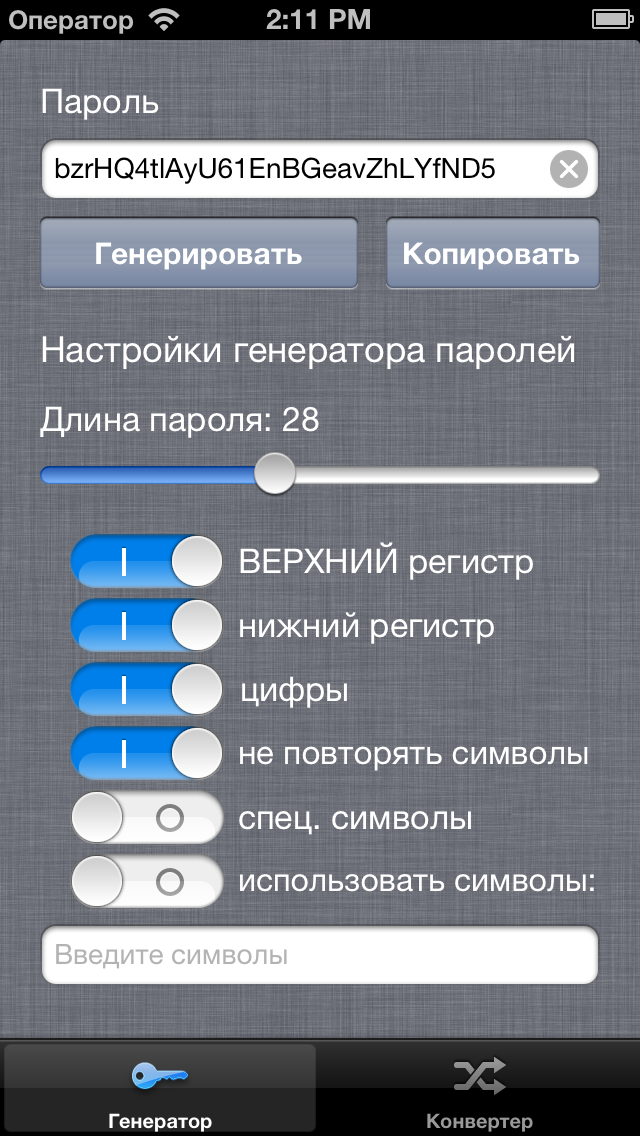 Оператор 2:11 PM
Пароль
bzrHQ4tlAyU61EnBGeavZhLYfND5
Генерировать Копировать
Настройки генератора паролей
Длина пароля: 28
ВЕРХНИЙ регистр
нижний регистр
цифры
не повторять символы
спец. символы
использовать символы:
Введите символы
Генератор Конвертер